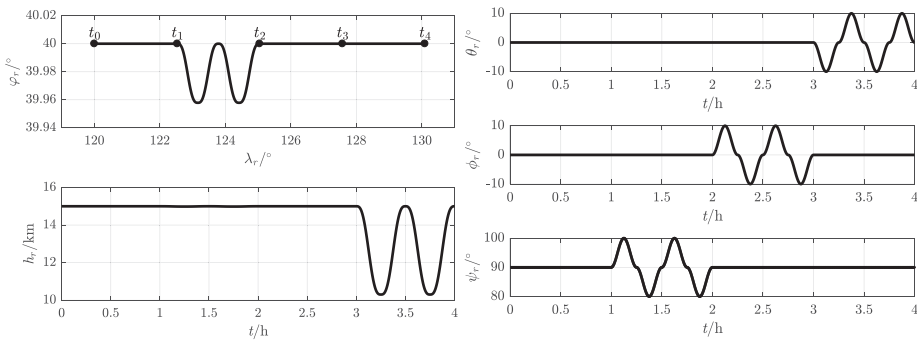 40.02
40
39.98
39.96
39.94
φr/°
t0 t1 t2 t3 t4
120 122 124 126 128 130
λr/°
16
14
12
10
hr/km
0 0.5 1 1.5 2 2.5 3 3.5 4
t/h
10
0
-10
θr/°
0 0.5 1 1.5 2 2.5 3 3.5 4
t/h
10
0
-10
ϕr/°
0 0.5 1 1.5 2 2.5 3 3.5 4
t/h
100
90
80
ψr/°
0 0.5 1 1.5 2 2.5 3 3.5 4
t/h